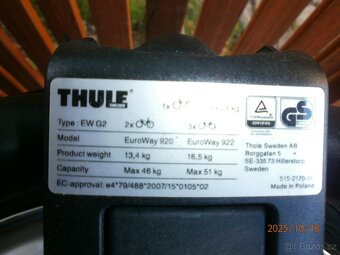 THULE
SWEDEN
Type : EW G2 2x 3x
Model EuroWay 920 EuroWay 922
Product weight 13,4 kg 16,5 kg
Capacity Max 46 kg Max 51 kg
EC-approval: e4*79/488*2007/15*0105*02
Thule Sweden AB
Borggatan 5
SE-335 73 Hillerstorp
Sweden
Made in Poland
GS
2025/10/18